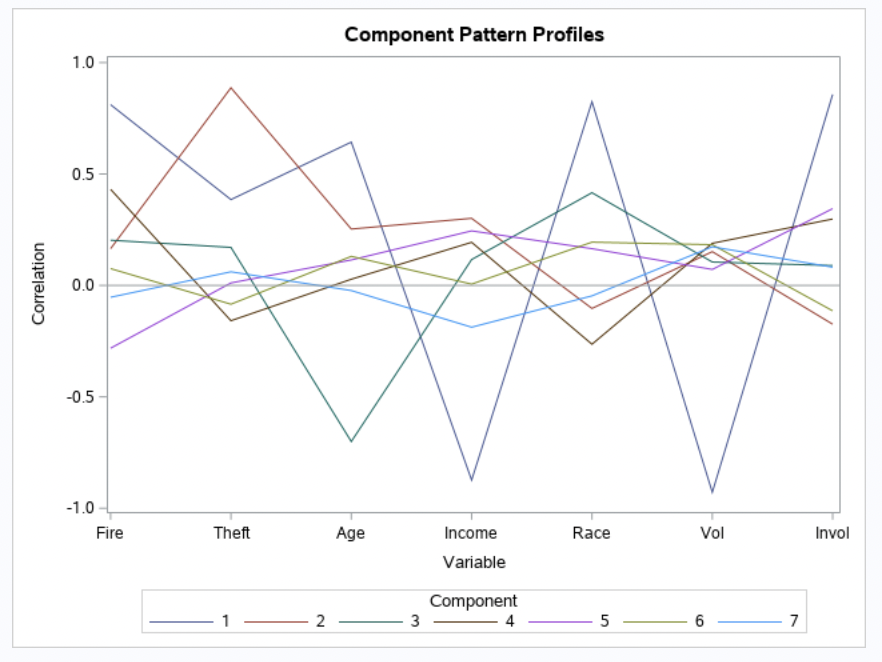 Component Pattern Profiles
1.0
0.5
0.0
-0.5
-1.0
Correlation
Fire Theft Age Income Race Vol Invol
Variable
Component
1 2 3 4 5 6 7